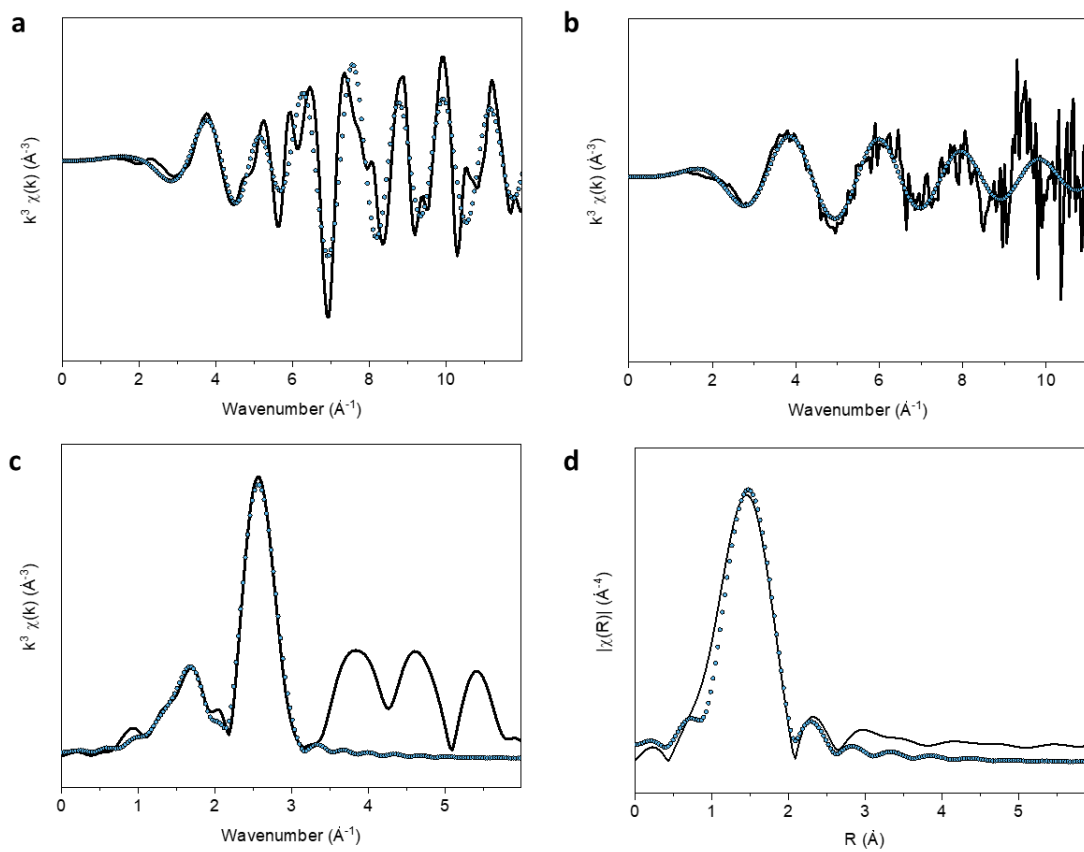 a
k³ χ(k) (Å⁻³)
0 2 4 6 8 10
Wavenumber (Å⁻¹)
b
k³ χ(k) (Å⁻³)
0 2 4 6 8 10
Wavenumber (Å⁻¹)
c
k³ χ(k) (Å⁻³)
0 1 2 3 4 5
Wavenumber (Å⁻¹)
d
|χ(R)| (Å⁻⁴)
0 1 2 3 4 5
R (Å)